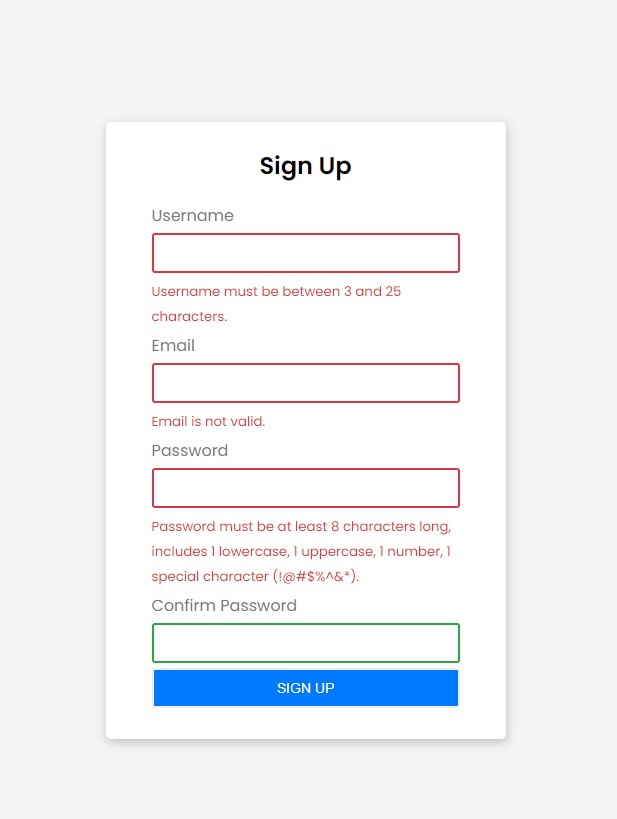 Sign Up
Username
Username must be between 3 and 25
characters.
Email
Email is not valid.
Password
Password must be at least 8 characters long,
includes 1 lowercase, 1 uppercase, 1 number, 1
special character (!@#$%^&*).
Confirm Password
SIGN UP